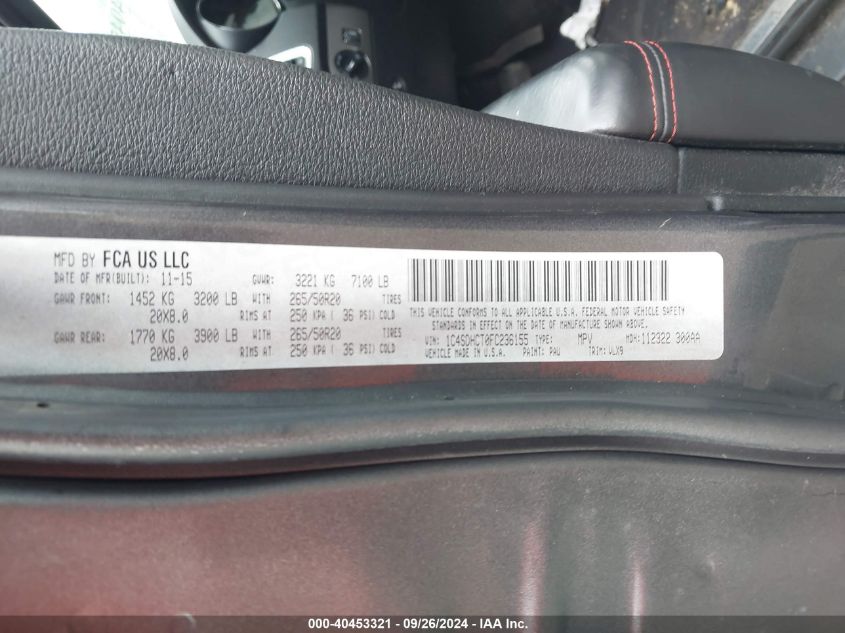 MFD BY FCA US LLC
DATE OF MFR(BUILT): 11-15 GVWR: 3221 KG 7100 LB
GAWR FRONT: 1452 KG 3200 LB WITH 265/50R20 TIRES
20X8.0 RIMS AT 250 KPA ( 36 PSI) COLD
GAWR REAR: 1770 KG 3900 LB WITH 265/50R20 TIRES
20X8.0 RIMS AT 250 KPA ( 36 PSI) COLD
THIS VEHICLE CONFORMS TO ALL APPLICABLE U.S.A. FEDERAL MOTOR VEHICLE SAFETY
STANDARDS IN EFFECT ON THE DATE OF MANUFACTURE SHOWN ABOVE.
VIN: 1C4SDHCT0FC236155 TYPE: MPV MDH: 112322 300AA
VEHICLE MADE IN U.S.A. PAINT: PAU TRIM: VLX9
000-40453321 - 09/26/2024 - IAA Inc.